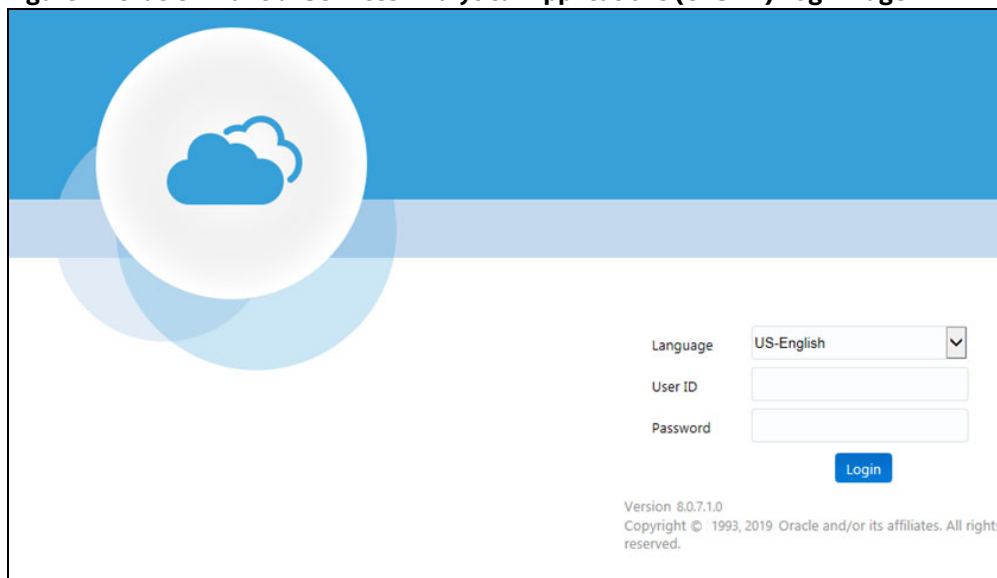 Language US-English
User ID
Password
Login
Version 8.0.7.1.0
Copyright © 1993, 2019 Oracle and/or its affiliates. All rights
reserved.